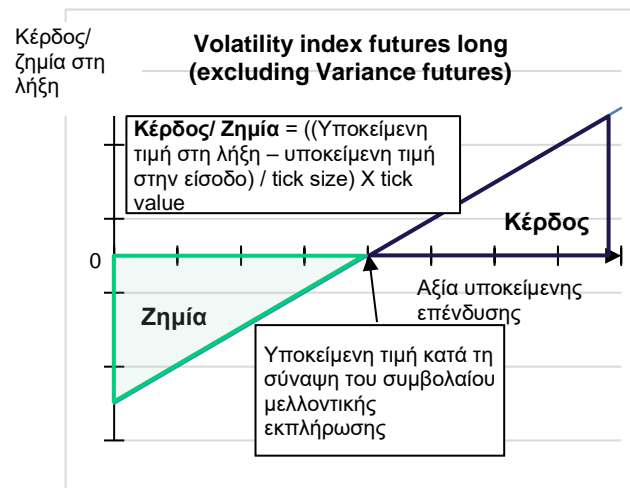 Κέρδος/
ζημία στη
λήξη
Volatility index futures long
(excluding Variance futures)
Κέρδος/ Ζημία = ((Υποκείμενη
τιμή στη λήξη – υποκείμενη τιμή
στην είσοδο) / tick size) X tick
value
Κέρδος
0
Αξία υποκείμενης
επένδυσης
Ζημία
Υποκείμενη τιμή κατά τη
σύναψη του συμβολαίου
μελλοντικής
εκπλήρωσης